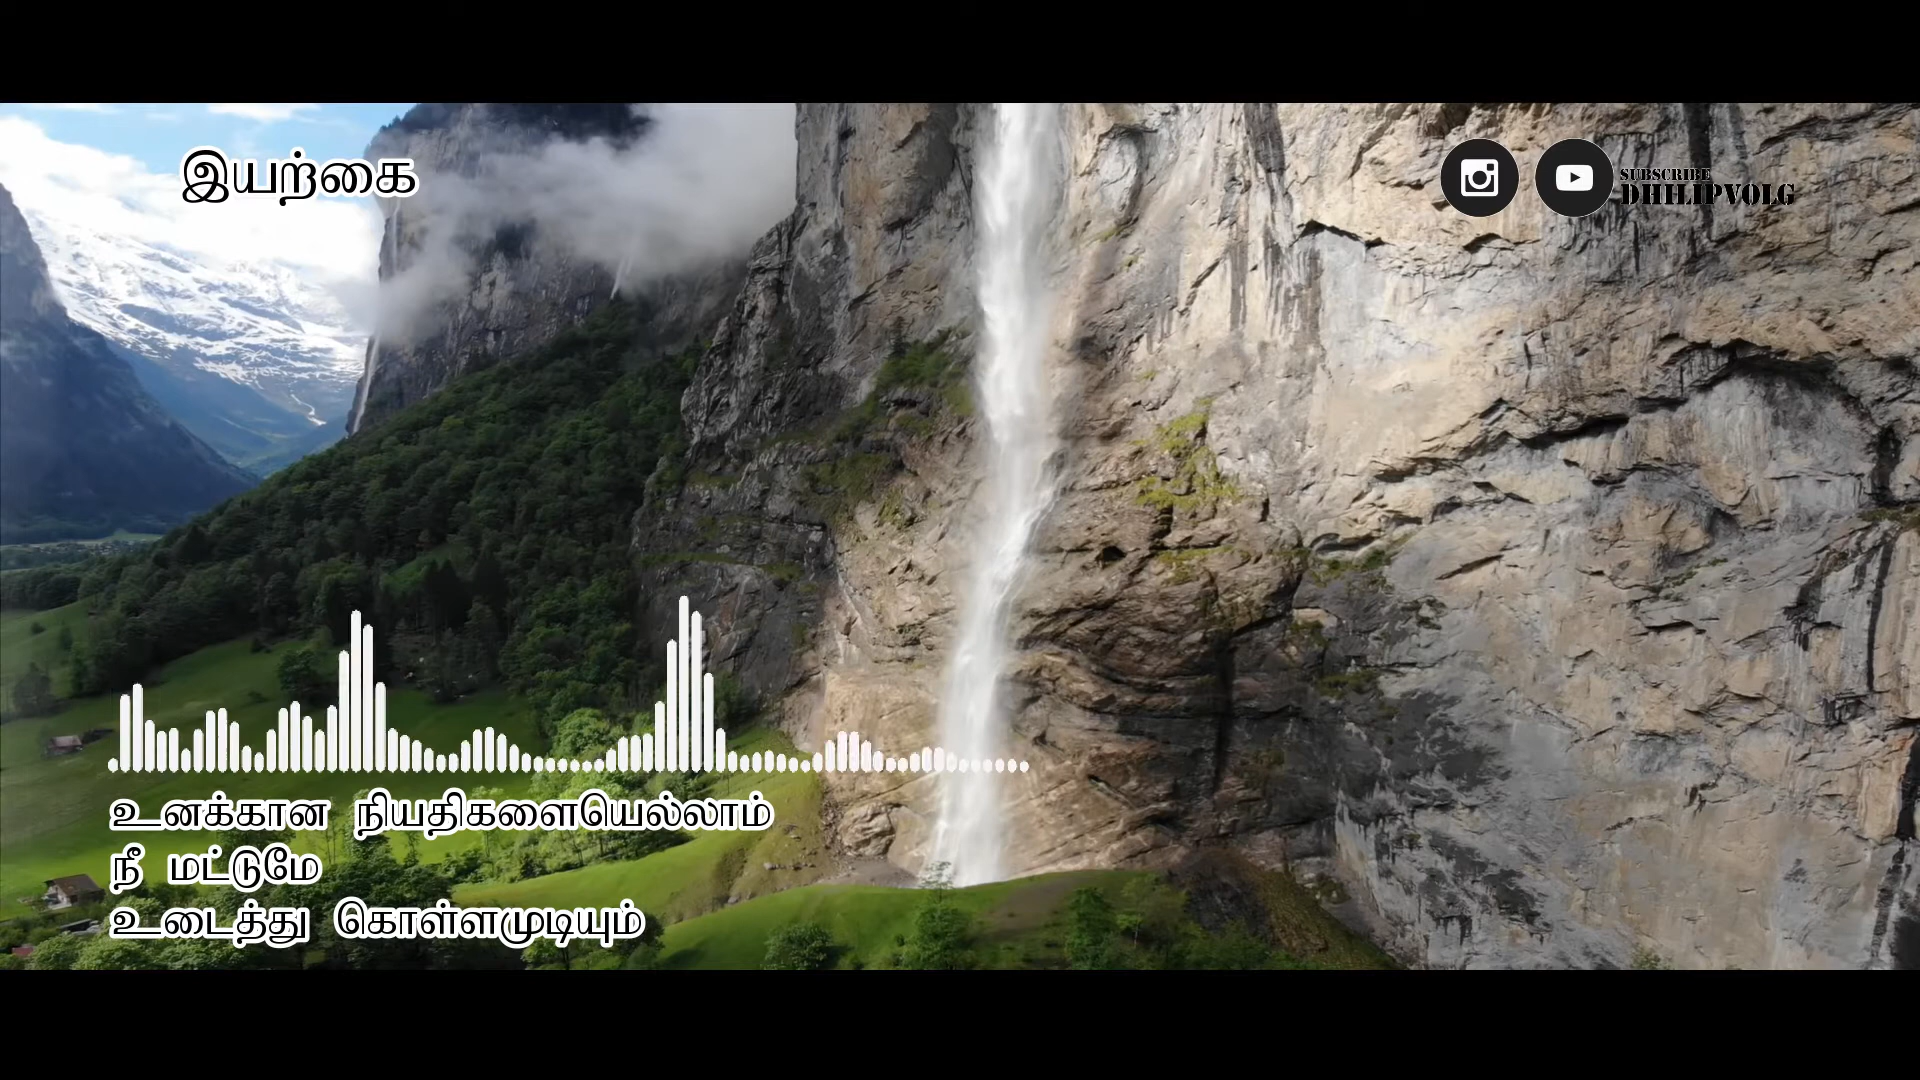 இயற்கை
SUBSCRIBE
DHILIPVOLG
உனக்கான நியதிகளையெல்லாம்
நீ மட்டுமே
உடைத்து கொள்ளமுடியும்